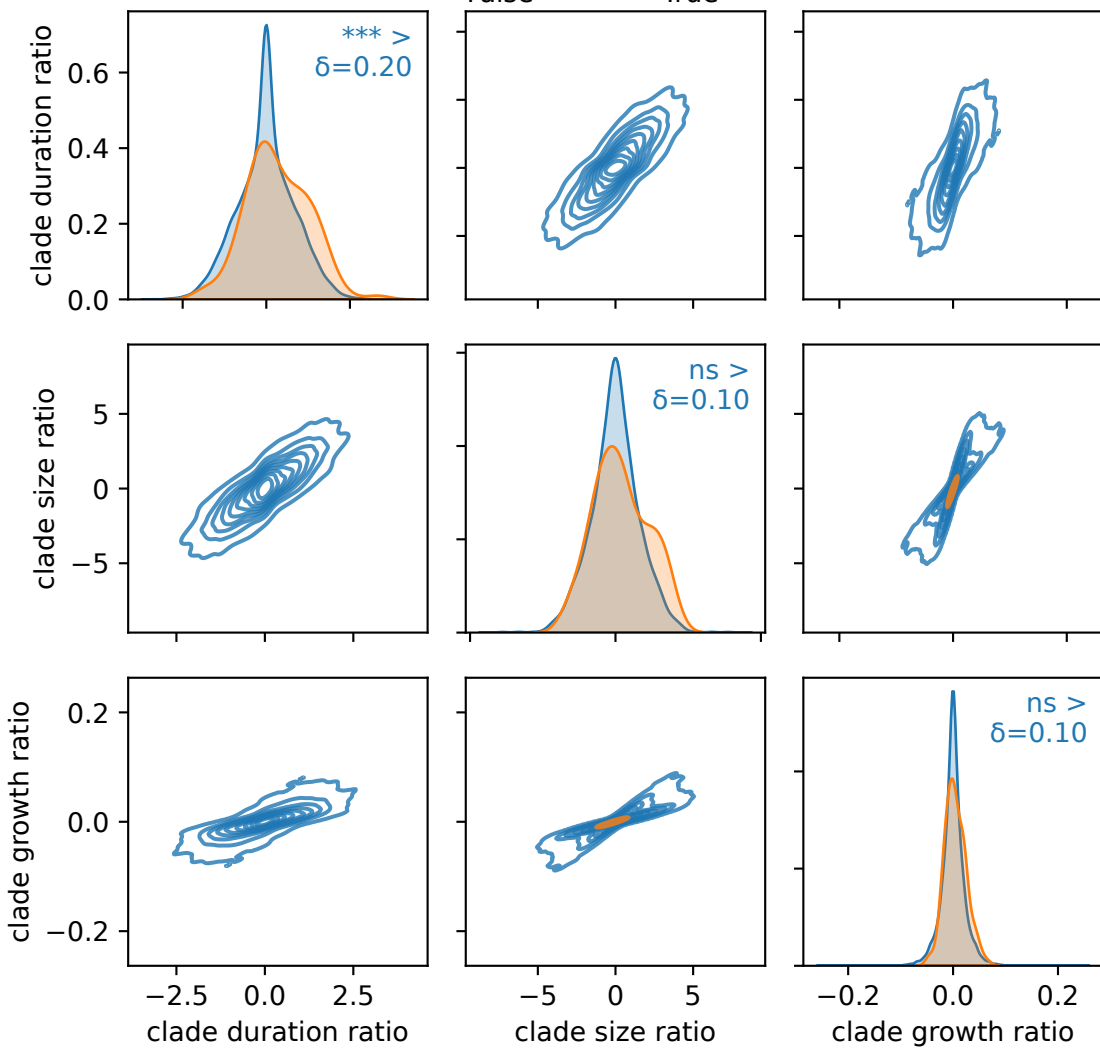 True
clade duration ratio
0.6
0.4
0.2
0.0
*** >
δ=0.20
clade size ratio
5
0
−5
ns >
δ=0.10
clade growth ratio
0.2
0.0
−0.2
ns >
δ=0.10
−2.5 0.0 2.5
−5 0 5
−0.2 0.0 0.2
clade duration ratio
clade size ratio
clade growth ratio